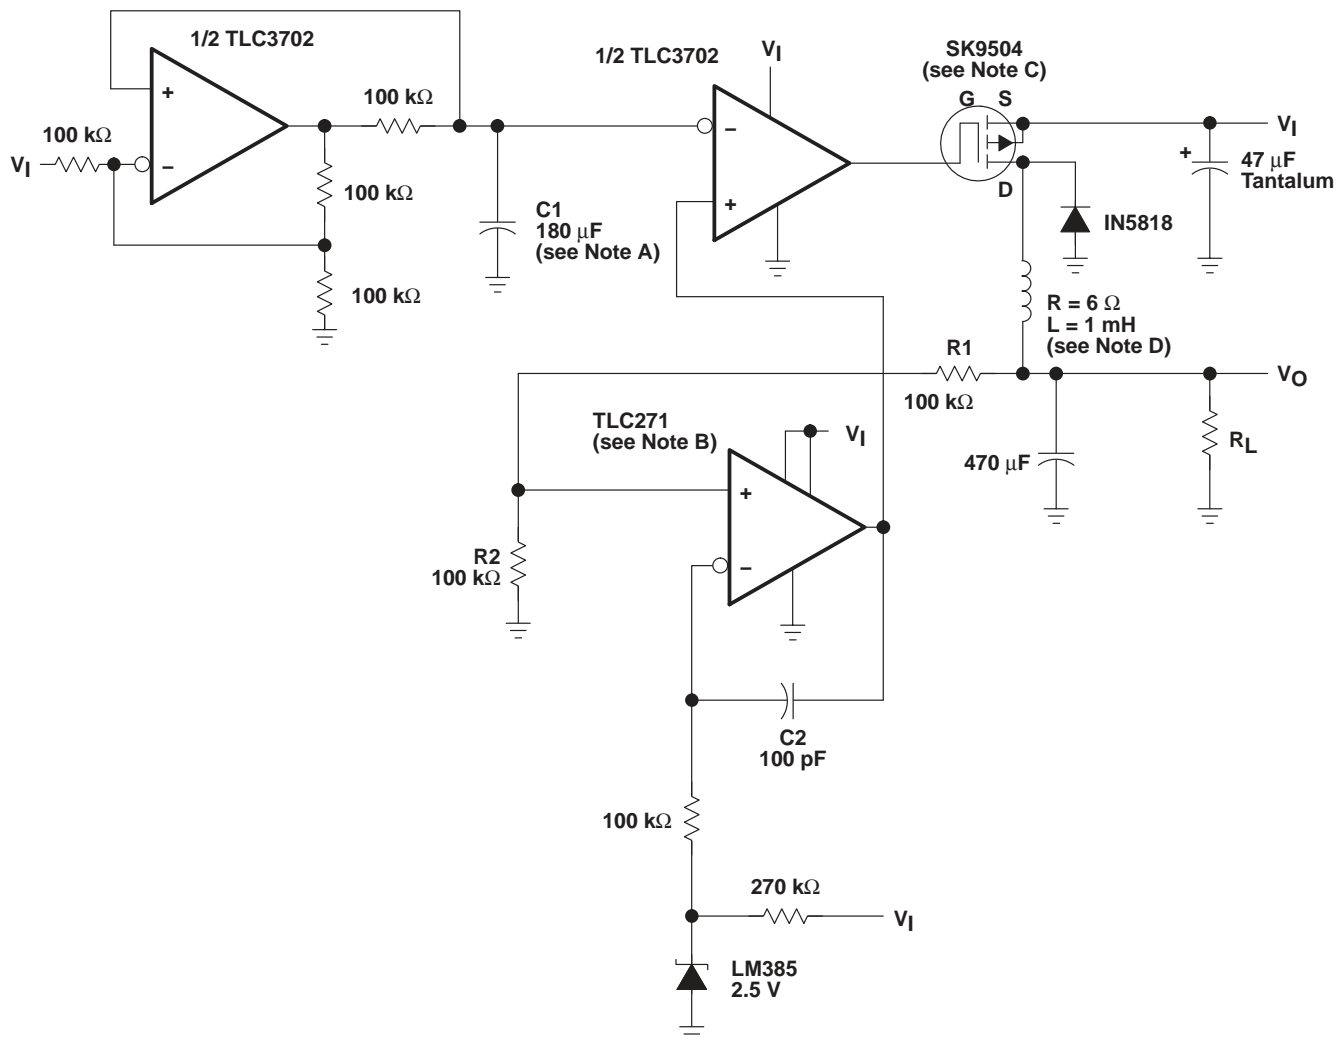 1/2 TLC3702
+
−
100 kΩ
VI
100 kΩ
100 kΩ
100 kΩ
C1
180 μF
(see Note A)
1/2 TLC3702
VI
−
+
SK9504
(see Note C)
G
S
D
VI
+
47 μF
Tantalum
IN5818
R = 6 Ω
L = 1 mH
(see Note D)
R1
100 kΩ
VO
470 μF
RL
TLC271
(see Note B)
VI
+
−
R2
100 kΩ
C2
100 pF
100 kΩ
270 kΩ
VI
LM385
2.5 V